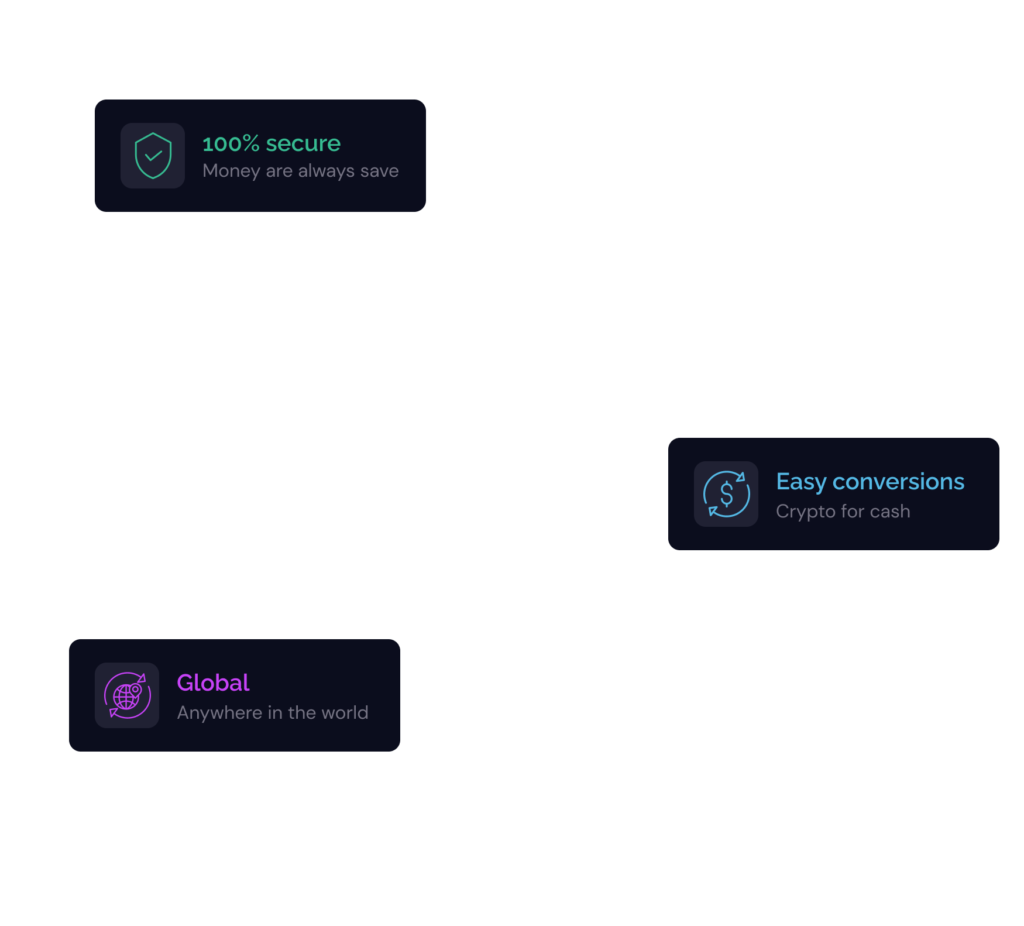 100% secure
Money are always save
Easy conversions
Crypto for cash
Global
Anywhere in the world